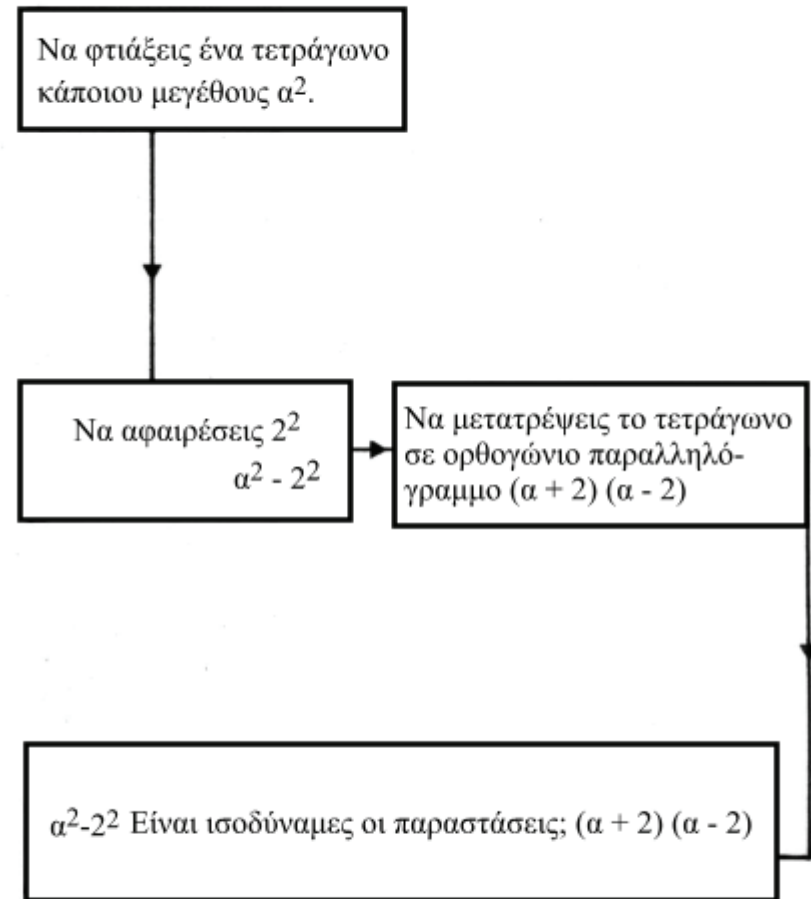 Να φτιάξεις ένα τετράγωνο
κάποιου μεγέθους α².
Να αφαιρέσεις 2²
α² - 2²
Να μετατρέψεις το τετράγωνο
σε ορθογώνιο παραλληλό-
γραμμο (α + 2) (α - 2)
α²-2² Είναι ισοδύναμες οι παραστάσεις; (α + 2) (α - 2)